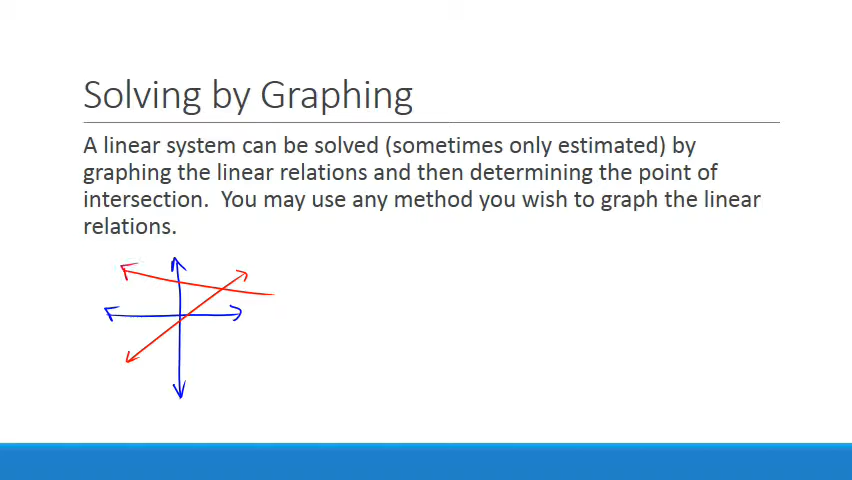 Solving by Graphing
A linear system can be solved (sometimes only estimated) by
graphing the linear relations and then determining the point of
intersection.  You may use any method you wish to graph the linear
relations.